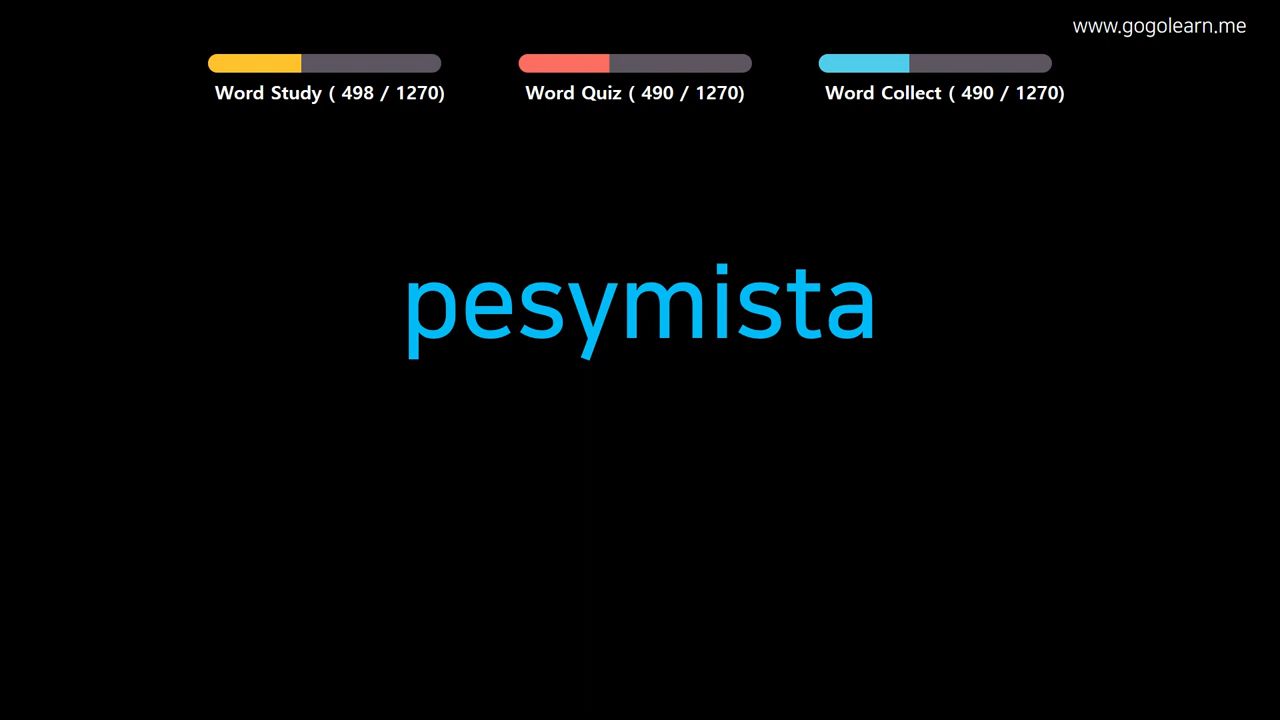 www.gogolearn.me
Word Study ( 498 / 1270)
Word Quiz ( 490 / 1270)
Word Collect ( 490 / 1270)
pesymista